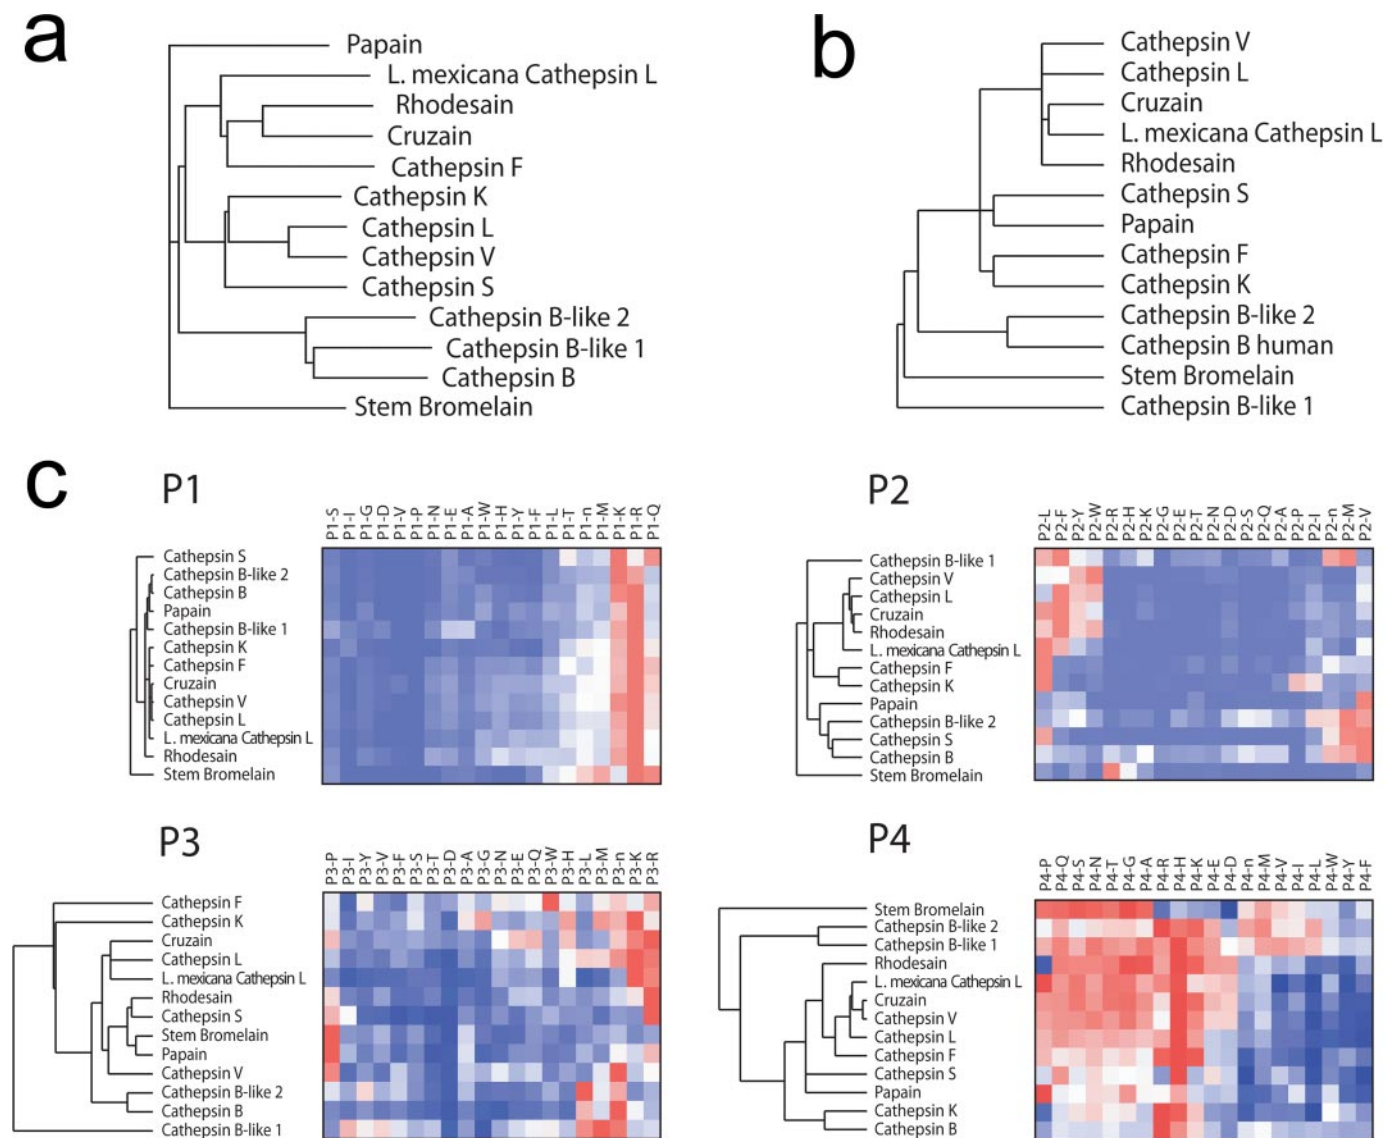 a
Papain
L. mexicana Cathepsin L
Rhodesain
Cruzain
Cathepsin F
Cathepsin K
Cathepsin L
Cathepsin V
Cathepsin S
Cathepsin B-like 2
Cathepsin B-like 1
Cathepsin B
Stem Bromelain
b
Cathepsin V
Cathepsin L
Cruzain
L. mexicana Cathepsin L
Rhodesain
Cathepsin S
Papain
Cathepsin F
Cathepsin K
Cathepsin B-like 2
Cathepsin B human
Stem Bromelain
Cathepsin B-like 1
c
P1
P1-S P1-I P1-G P1-D P1-V P1-P P1-N P1-E P1-A P1-W P1-H P1-Y P1-F P1-L P1-T P1-n P1-M P1-K P1-R P1-Q
Cathepsin S
Cathepsin B-like 2
Cathepsin B
Papain
Cathepsin B-like 1
Cathepsin K
Cathepsin F
Cruzain
Cathepsin V
Cathepsin L
L. mexicana Cathepsin L
Rhodesain
Stem Bromelain
P2
P2-L P2-F P2-Y P2-W P2-R P2-H P2-K P2-G P2-E P2-T P2-N P2-D P2-S P2-Q P2-A P2-P P2-I P2-n P2-M P2-V
Cathepsin B-like 1
Cathepsin V
Cathepsin L
Cruzain
Rhodesain
L. mexicana Cathepsin L
Cathepsin F
Cathepsin K
Papain
Cathepsin B-like 2
Cathepsin S
Cathepsin B
Stem Bromelain
P3
P3-P P3-I P3-Y P3-V P3-F P3-S P3-T P3-D P3-A P3-G P3-N P3-E P3-Q P3-W P3-H P3-L P3-M P3-n P3-K P3-R
Cathepsin F
Cathepsin K
Cruzain
Cathepsin L
L. mexicana Cathepsin L
Rhodesain
Cathepsin S
Stem Bromelain
Papain
Cathepsin V
Cathepsin B-like 2
Cathepsin B
Cathepsin B-like 1
P4
P4-P P4-Q P4-S P4-N P4-T P4-G P4-A P4-R P4-H P4-K P4-E P4-D P4-n P4-M P4-V P4-I P4-L P4-W P4-Y P4-F
Stem Bromelain
Cathepsin B-like 2
Cathepsin B-like 1
Rhodesain
L. mexicana Cathepsin L
Cruzain
Cathepsin V
Cathepsin L
Cathepsin F
Cathepsin S
Papain
Cathepsin K
Cathepsin B